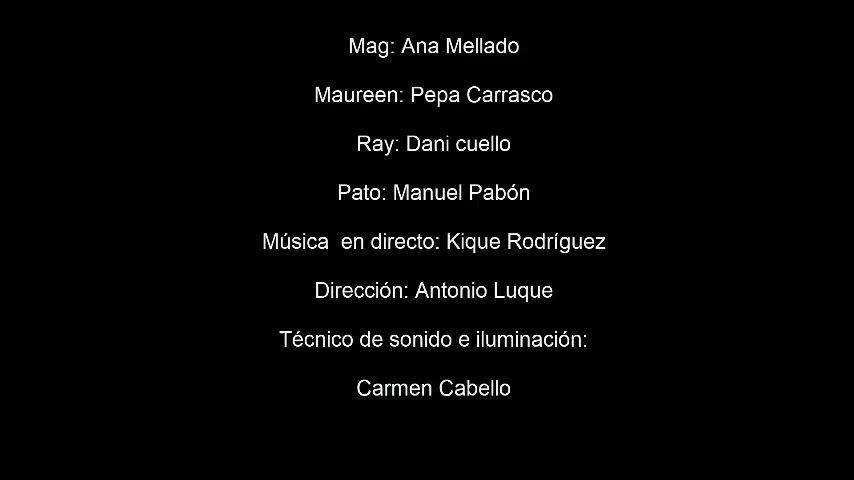 Mag: Ana Mellado
Maureen: Pepa Carrasco
Ray: Dani cuello
Pato: Manuel Pabón
Música  en directo: Kique Rodríguez
Dirección: Antonio Luque
Técnico de sonido e iluminación:
Carmen Cabello